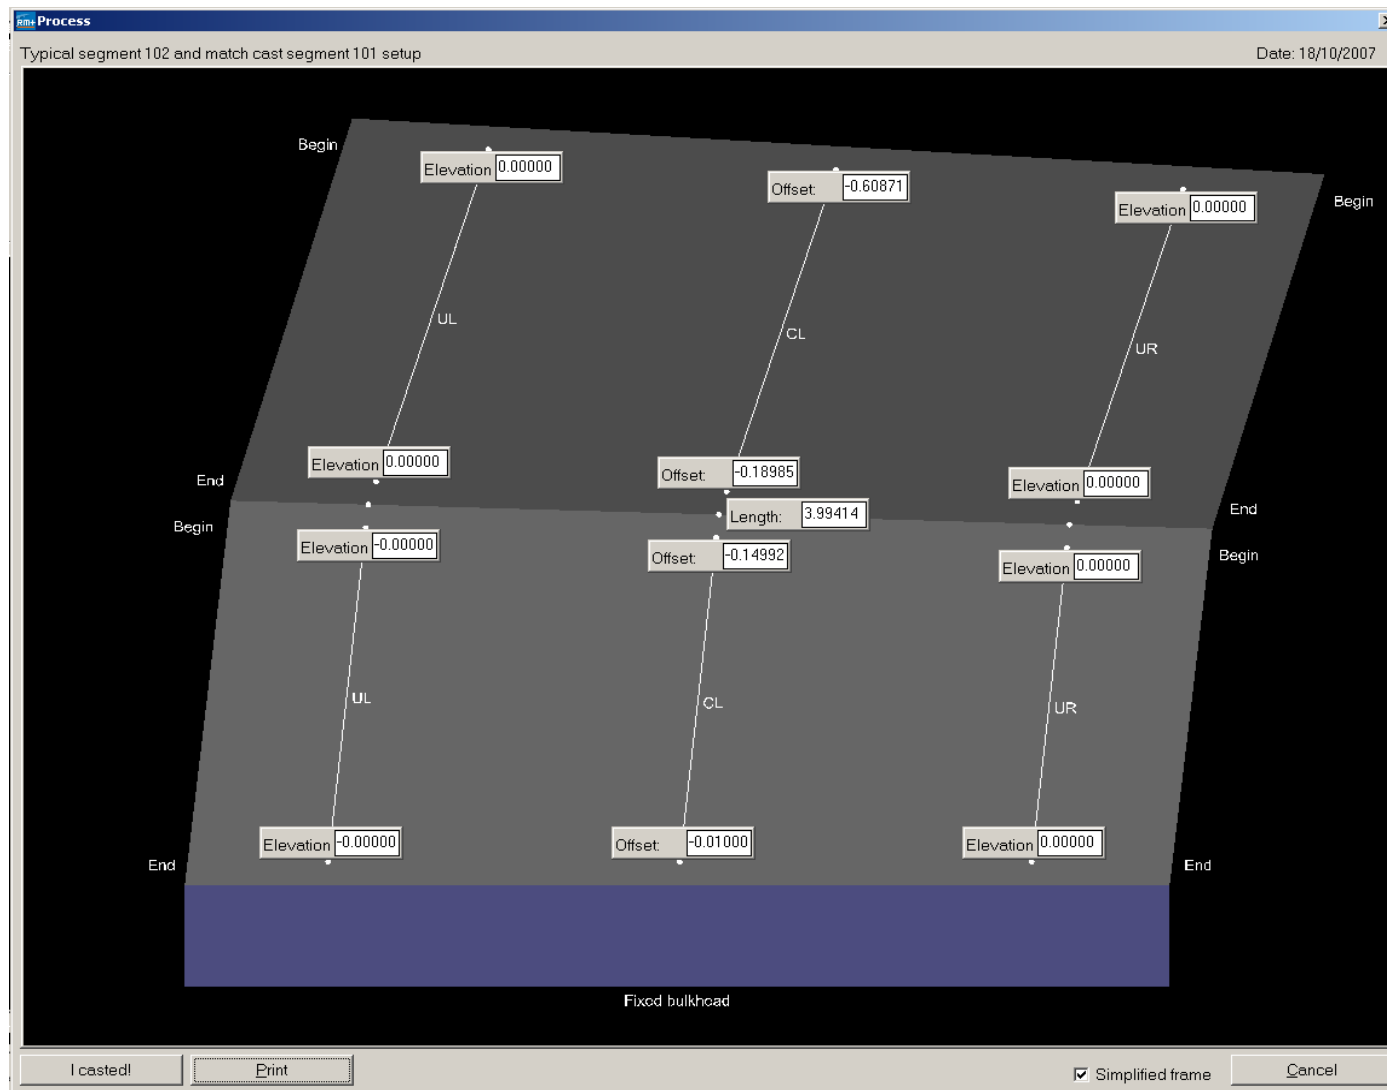 RM+ Process
Typical segment 102 and match cast segment 101 setup
Date: 18/10/2007
Begin
Elevation 0.00000
Offset: -0.60871
Elevation 0.00000
Begin
UL
CL
UR
End
Elevation 0.00000
Offset: -0.18985
Elevation 0.00000
End
Begin
Length: 3.99414
Elevation -0.00000
Offset: -0.14992
Elevation 0.00000
Begin
UL
CL
UR
End
Elevation -0.00000
Offset: -0.01000
Elevation 0.00000
End
Fixed bulkhead
I casted!
Print
Simplified frame
Cancel